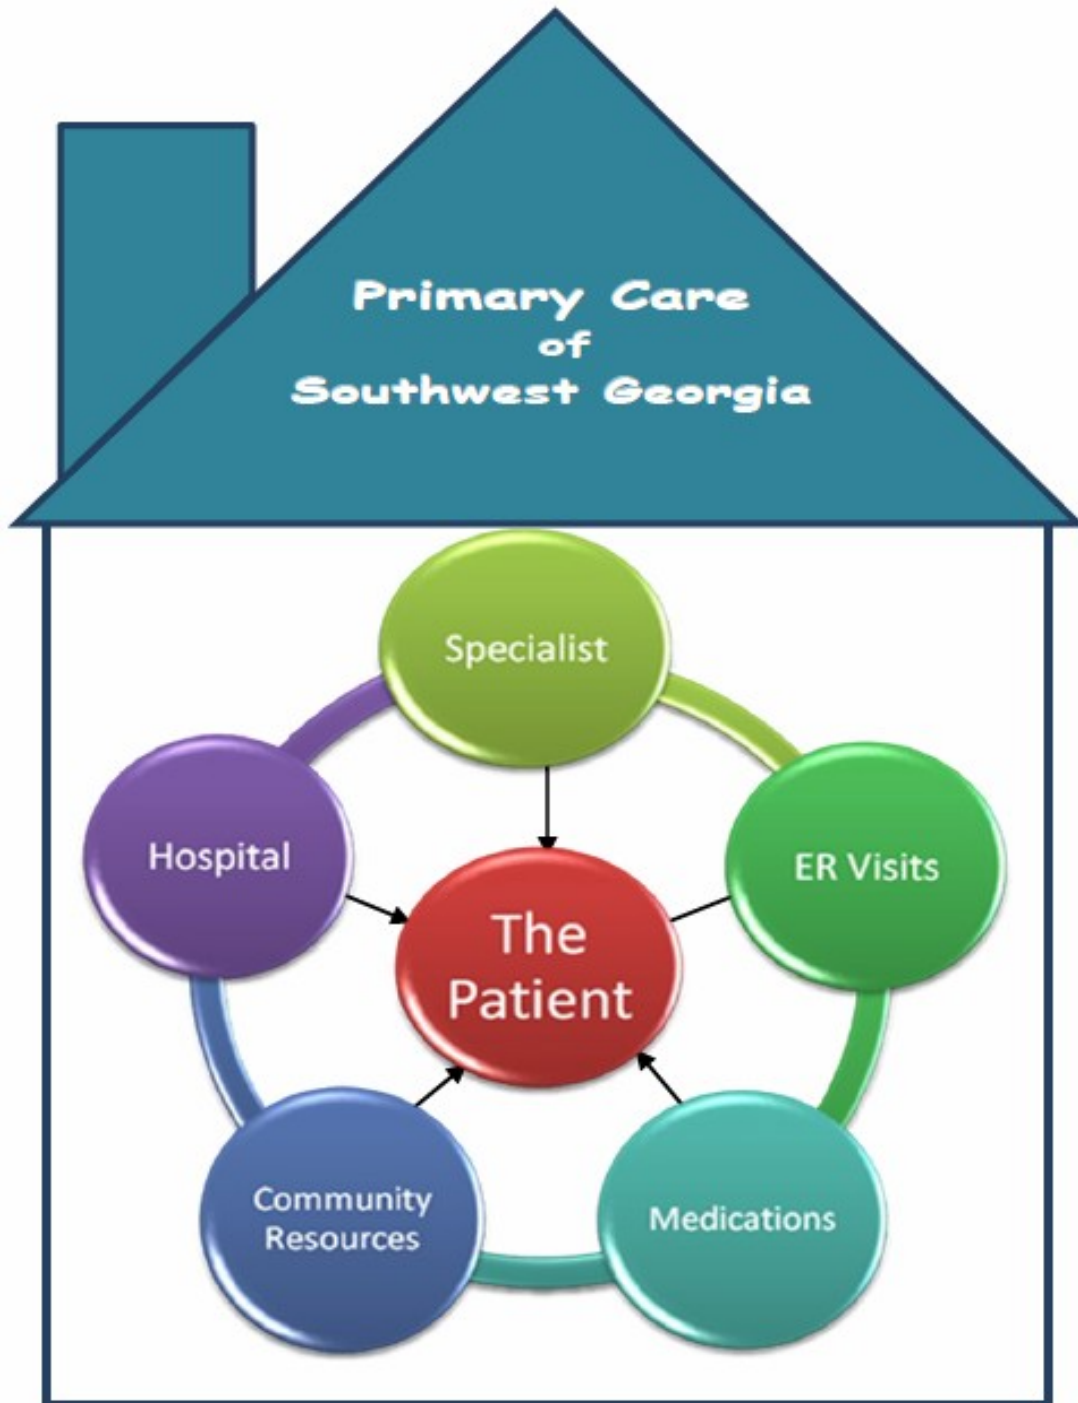 Primary Care
of
Southwest Georgia
Specialist
Hospital
ER Visits
The
Patient
Community
Resources
Medications